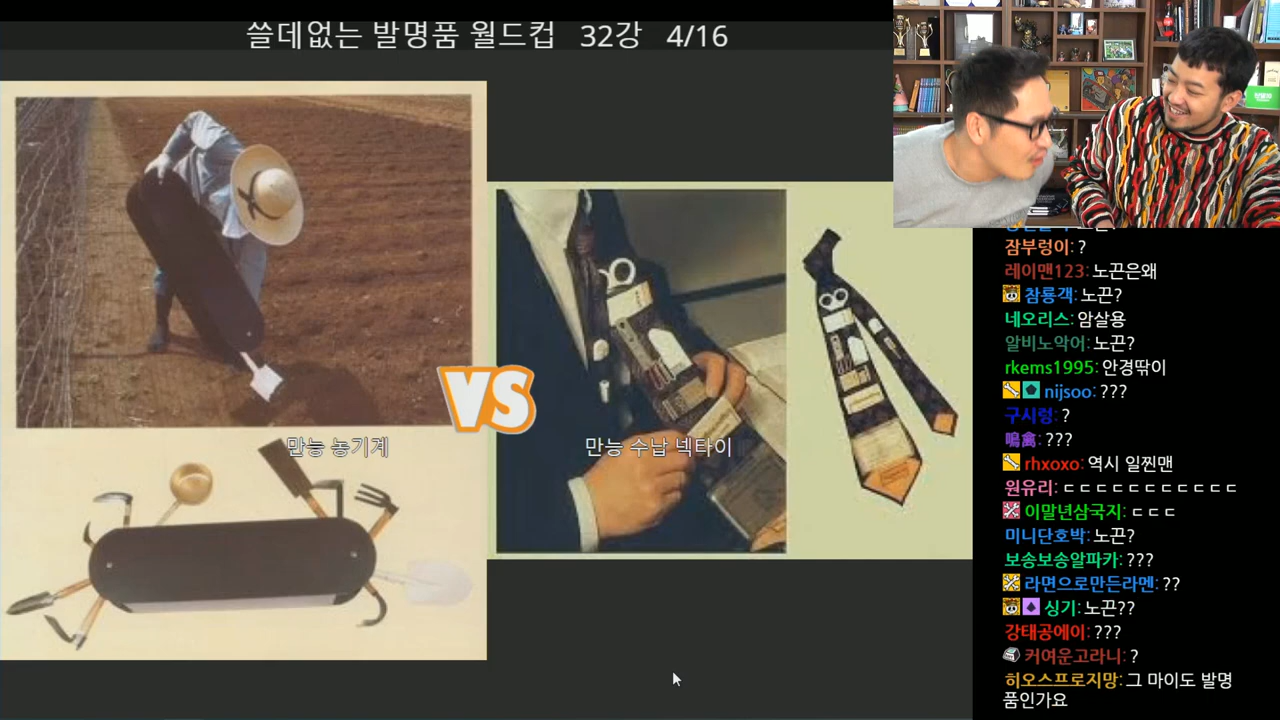 쓸데없는 발명품 월드컵 32강 4/16
VS
만능 농기계
만능 수납 넥타이
잠부렁이: ?
레이맨123: 노끈은왜
참룡객: 노끈?
네오리스: 암살용
알비노악어: 노끈?
rkems1995: 안경딲이
nijsoo: ???
구시렁: ?
鳴禽: ???
rhxoxo: 역시 일찐맨
원유리: ㄷㄷㄷㄷㄷㄷㄷㄷㄷㄷㄷ
이말년삼국지: ㄷㄷㄷ
미니단호박: 노끈?
보송보송알파카: ???
라면으로만든라멘: ??
싱기: 노끈??
강태공에이: ???
커여운고라니: ?
히오스프로지망: 그 마이도 발명
품인가요